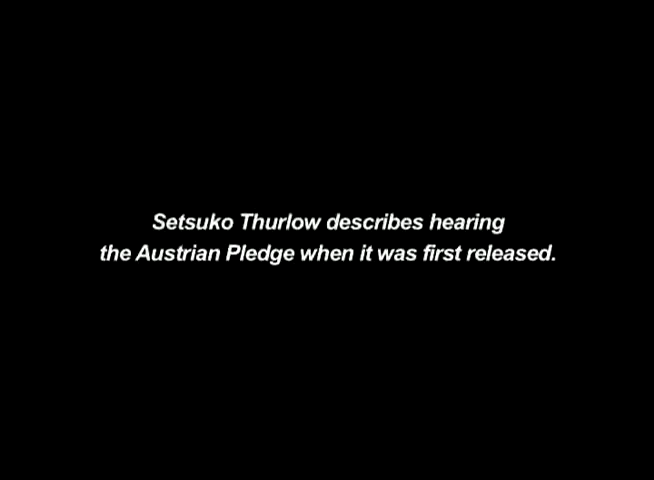 Setsuko Thurlow describes hearing
the Austrian Pledge when it was first released.